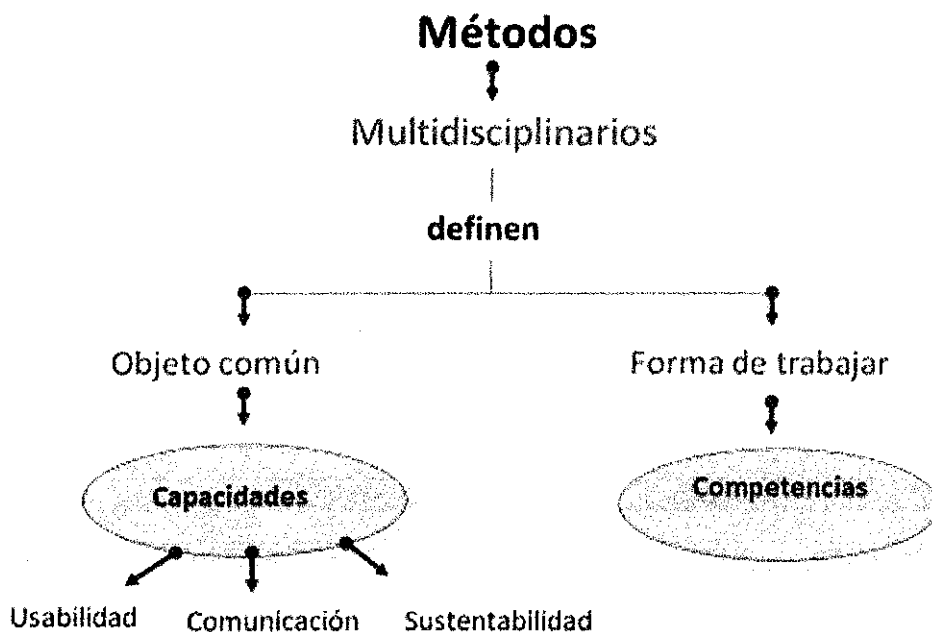 Métodos
Multidisciplinarios
definen
Objeto común
Forma de trabajar
Capacidades
Competencias
Usabilidad
Comunicación
Sustentabilidad